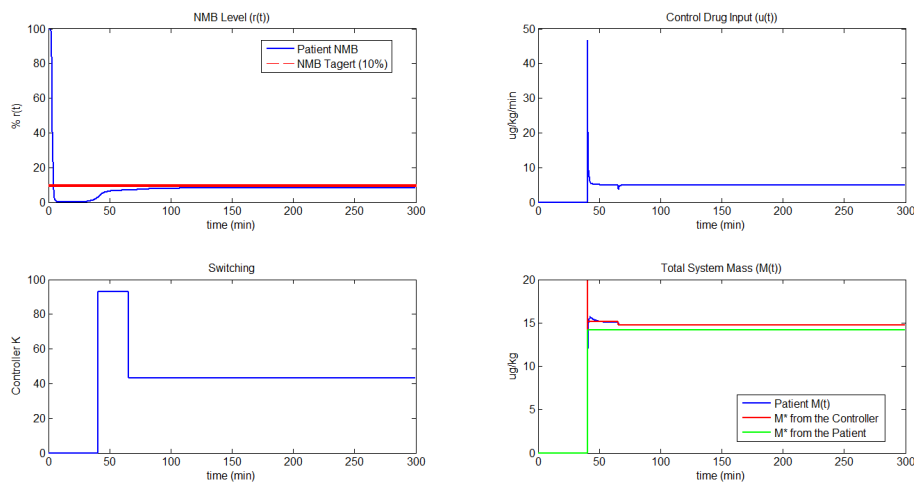 NMB Level (r(t))
100
80
60
40
20
0
% r(t)
Patient NMB
NMB Tagert (10%)
0 50 100 150 200 250 300
time (min)
Control Drug Input (u(t))
50
40
30
20
10
0
ug/kg/min
0 50 100 150 200 250 300
time (min)
Switching
100
80
60
40
20
0
Controller K
0 50 100 150 200 250 300
time (min)
Total System Mass (M(t))
20
15
10
5
0
ug/kg
Patient M(t)
M* from the Controller
M* from the Patient
0 50 100 150 200 250 300
time (min)